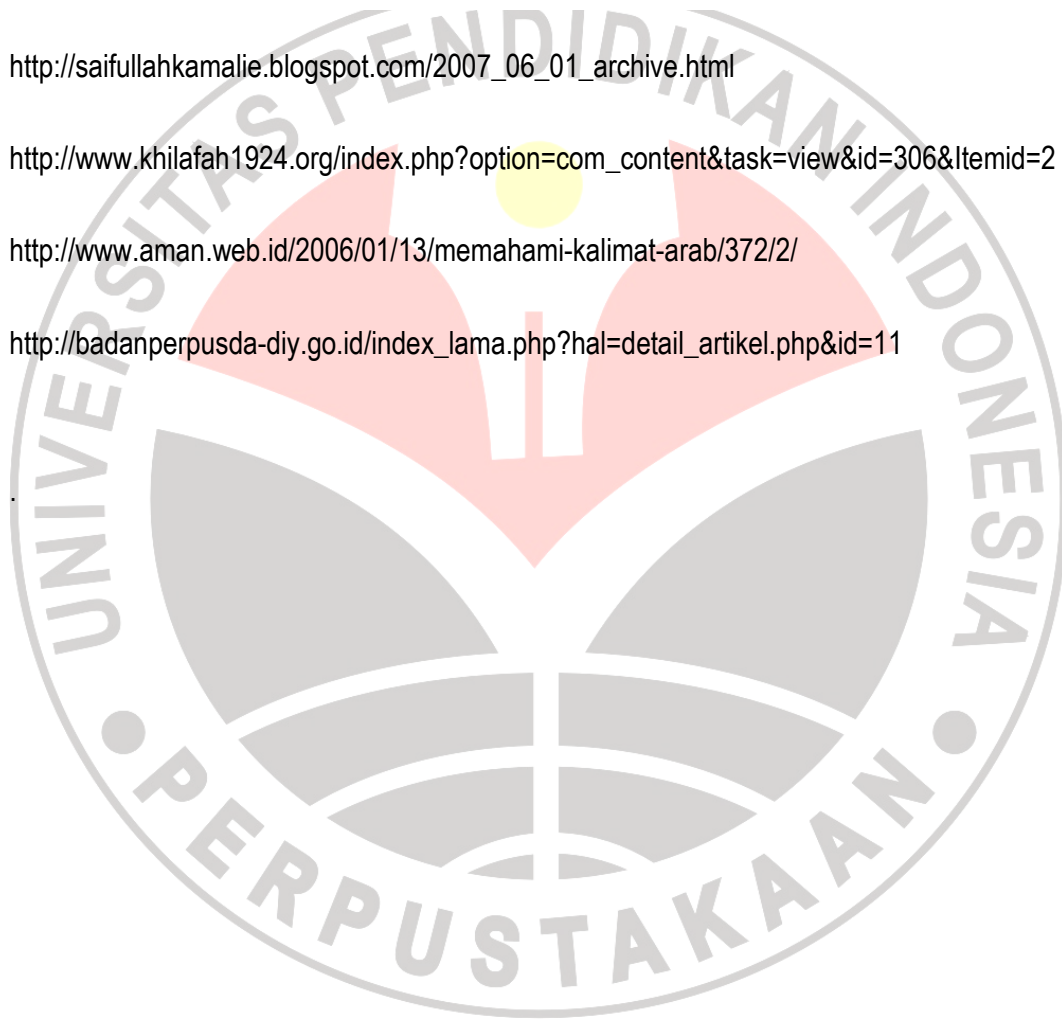 http://saifullahkamalie.blogspot.com/2007_06_01_archive.html
http://www.khilafah1924.org/index.php?option=com_content&task=view&id=306&Itemid=2
http://www.aman.web.id/2006/01/13/memahami-kalimat-arab/372/2/
http://badanperpusda-diy.go.id/index_lama.php?hal=detail_artikel.php&id=11
.
UNIVERSITAS PENDIDIKAN INDONESIA
PERPUSTAKAAN